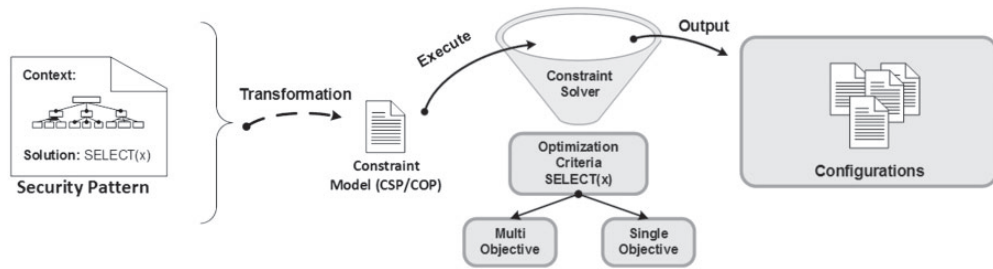 Context:
Solution: SELECT(x)
Security Pattern
Transformation
Constraint
Model (CSP/COP)
Execute
Constraint
Solver
Optimization
Criteria
SELECT(x)
Multi
Objective
Single
Objective
Output
Configurations